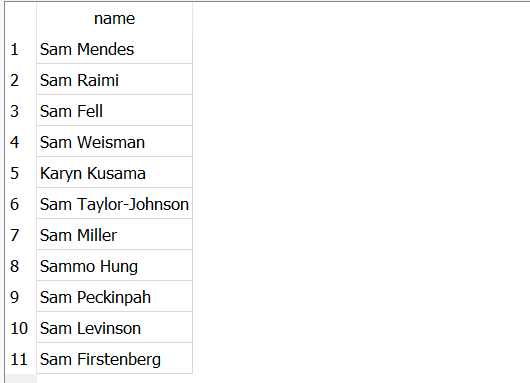 name
1 Sam Mendes
2 Sam Raimi
3 Sam Fell
4 Sam Weisman
5 Karyn Kusama
6 Sam Taylor-Johnson
7 Sam Miller
8 Sammo Hung
9 Sam Peckinpah
10 Sam Levinson
11 Sam Firstenberg